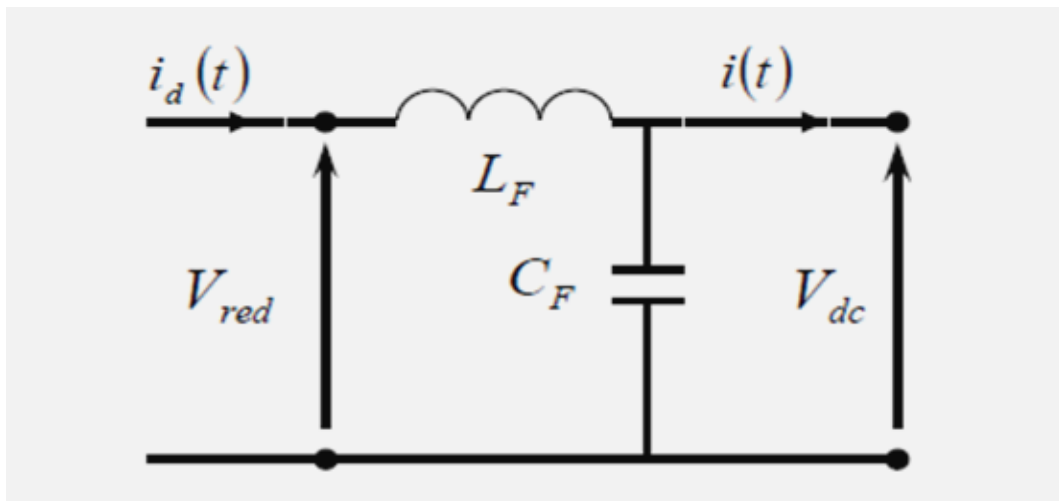 i_d(t)
i(t)
L_F
C_F
V_red
V_dc